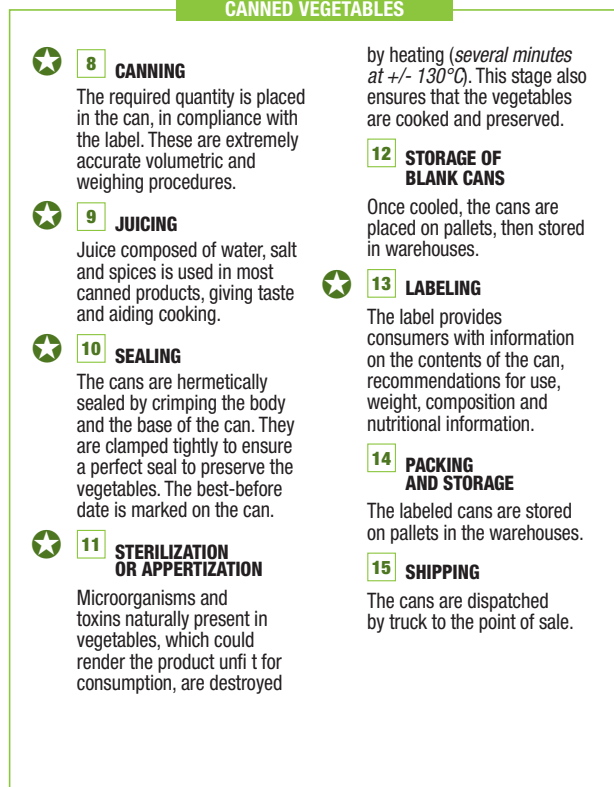 CANNED VEGETABLES
8 CANNING
The required quantity is placed
in the can, in compliance with
the label. These are extremely
accurate volumetric and
weighing procedures.
9 JUICING
Juice composed of water, salt
and spices is used in most
canned products, giving taste
and aiding cooking.
10 SEALING
The cans are hermetically
sealed by crimping the body
and the base of the can. They
are clamped tightly to ensure
a perfect seal to preserve the
vegetables. The best-before
date is marked on the can.
11 STERILIZATION
OR APPERTIZATION
Microorganisms and
toxins naturally present in
vegetables, which could
render the product unfi t for
consumption, are destroyed
by heating (several minutes
at +/- 130°C). This stage also
ensures that the vegetables
are cooked and preserved.
12 STORAGE OF
BLANK CANS
Once cooled, the cans are
placed on pallets, then stored
in warehouses.
13 LABELING
The label provides
consumers with information
on the contents of the can,
recommendations for use,
weight, composition and
nutritional information.
14 PACKING
AND STORAGE
The labeled cans are stored
on pallets in the warehouses.
15 SHIPPING
The cans are dispatched
by truck to the point of sale.